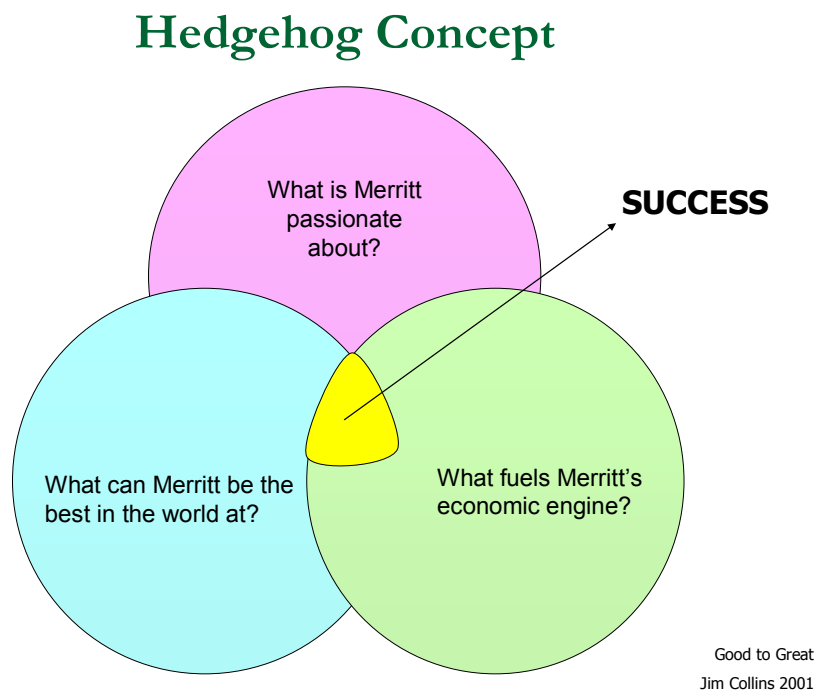 Hedgehog Concept
What is Merritt
passionate
about?
SUCCESS
What can Merritt be the
best in the world at?
What fuels Merritt’s
economic engine?
Good to Great
Jim Collins 2001